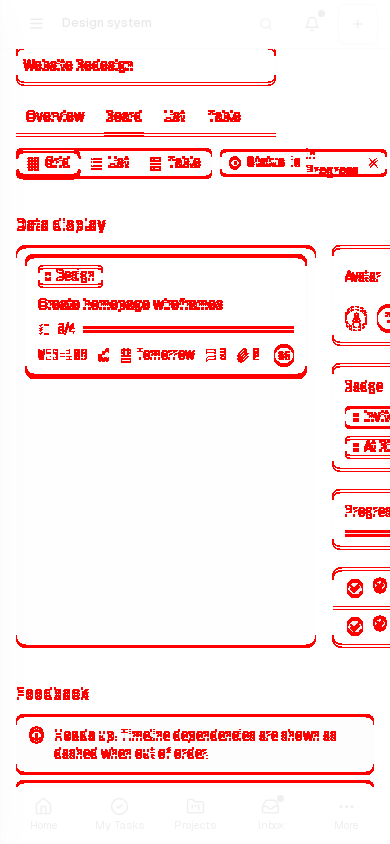 Design system
Website Redesign
Overview Board List Table
Grid List Table Status is In Progress
Data display
Design
Create homepage wireframes
Tomorrow
Avatar
Badge
Feedback
Heads up. Timeline dependencies are shown as
dashed when out of order.
Home My Tasks Projects Inbox More